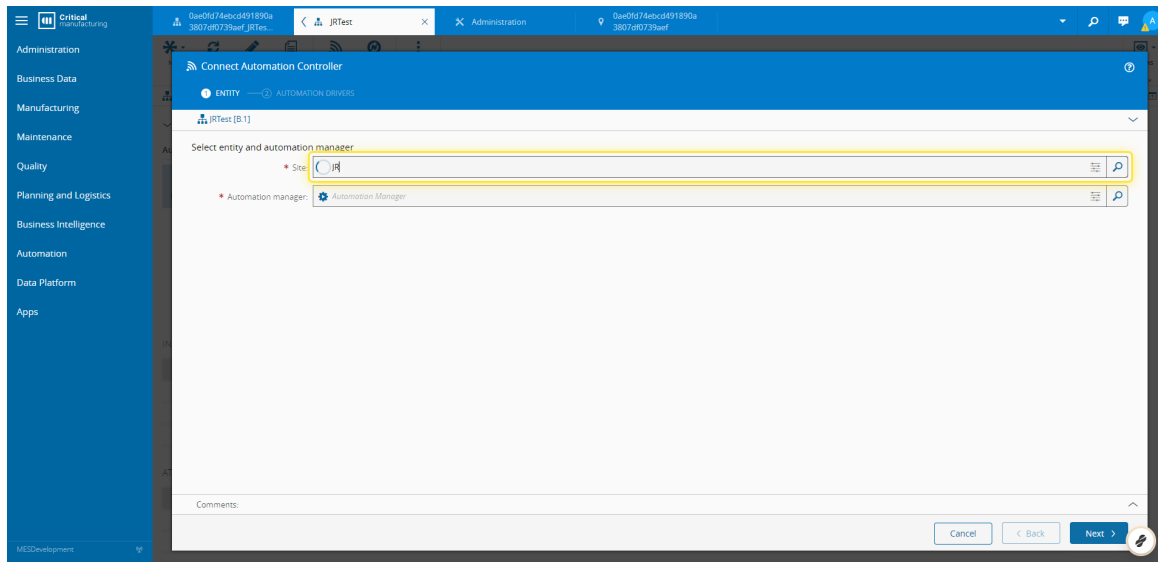 Critical
manufacturing
0ae0fd74ebcd491890a
3807df0739aef_JRTes...
JRTest
Administration
0ae0fd74ebcd491890a
3807df0739aef
A
Administration
Business Data
Manufacturing
Maintenance
Quality
Planning and Logistics
Business Intelligence
Automation
Data Platform
Apps
MESDevelopment
Connect Automation Controller
1 ENTITY 2 AUTOMATION DRIVERS
JRTest [B.1]
Select entity and automation manager
* Site: JR
* Automation manager: Automation Manager
Comments:
Cancel
< Back
Next >